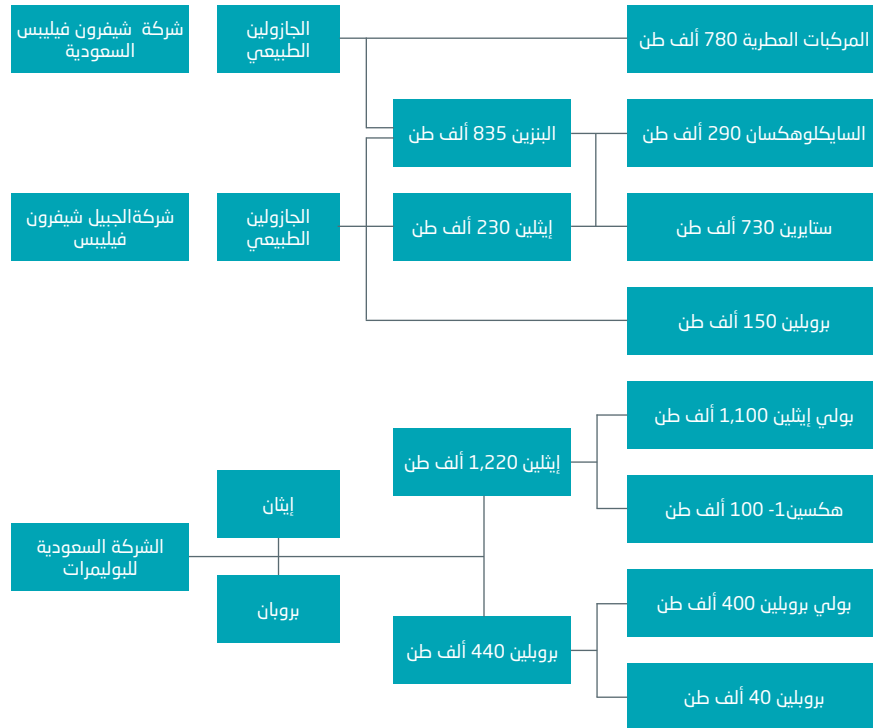 شركة شيفرون فيليبس
السعودية
الجازولين
الطبيعي
المركبات العطرية 780 ألف طن
البنزين 835 ألف طن
السايكلوهكسان 290 ألف طن
شركةالجبيل شيفرون
فيليبس
الجازولين
الطبيعي
إيثلين 230 ألف طن
ستايرين 730 ألف طن
بروبلين 150 ألف طن
بولي إيثلين 1,100 ألف طن
إيثلين 1,220 ألف طن
إيثان
هكسين1- 100 ألف طن
الشركة السعودية
للبوليمرات
بروبان
بولي بروبلين 400 ألف طن
بروبلين 440 ألف طن
بروبلين 40 ألف طن